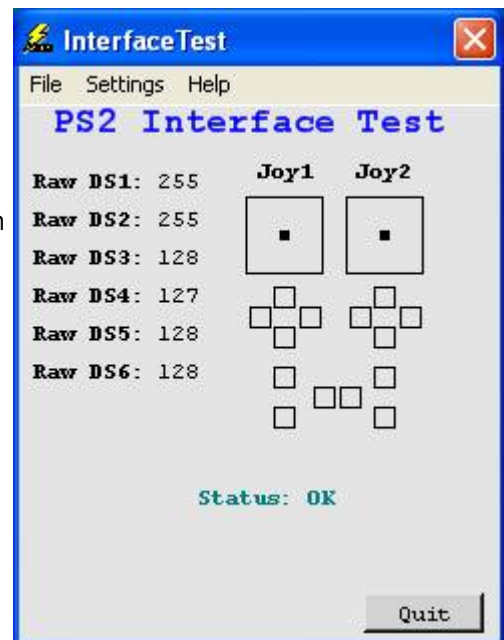 InterfaceTest
File Settings Help
PS2 Interface Test
Joy1 Joy2
Raw DS1: 255
Raw DS2: 255
n
Raw DS3: 128
Raw DS4: 127
Raw DS5: 128
Raw DS6: 128
Status: OK
Quit